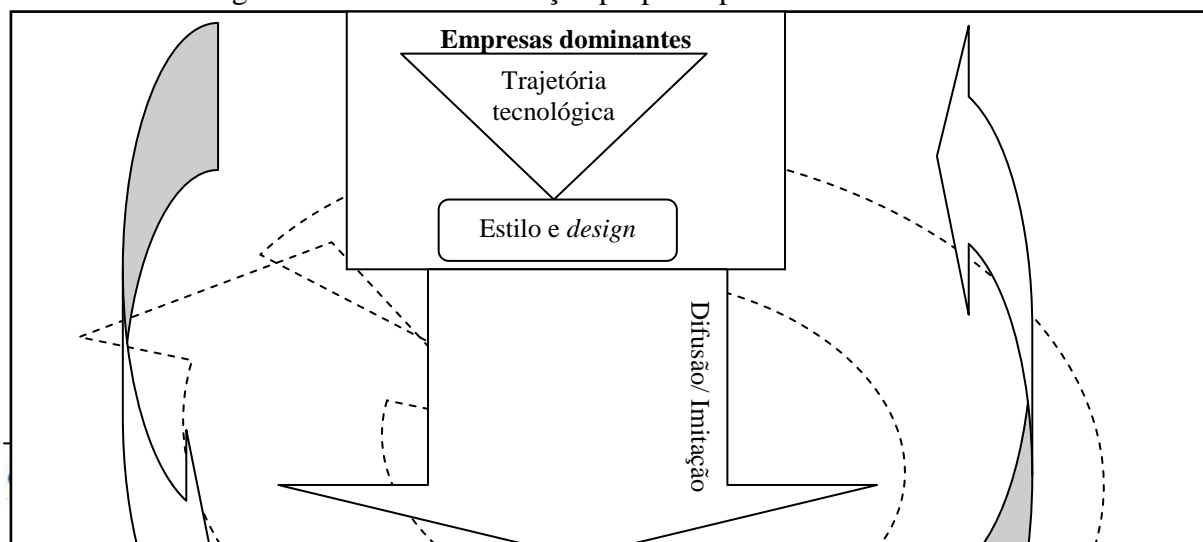 Empresas dominantes
Trajetória
tecnológica
Estilo e design
Difusão/ Imitação